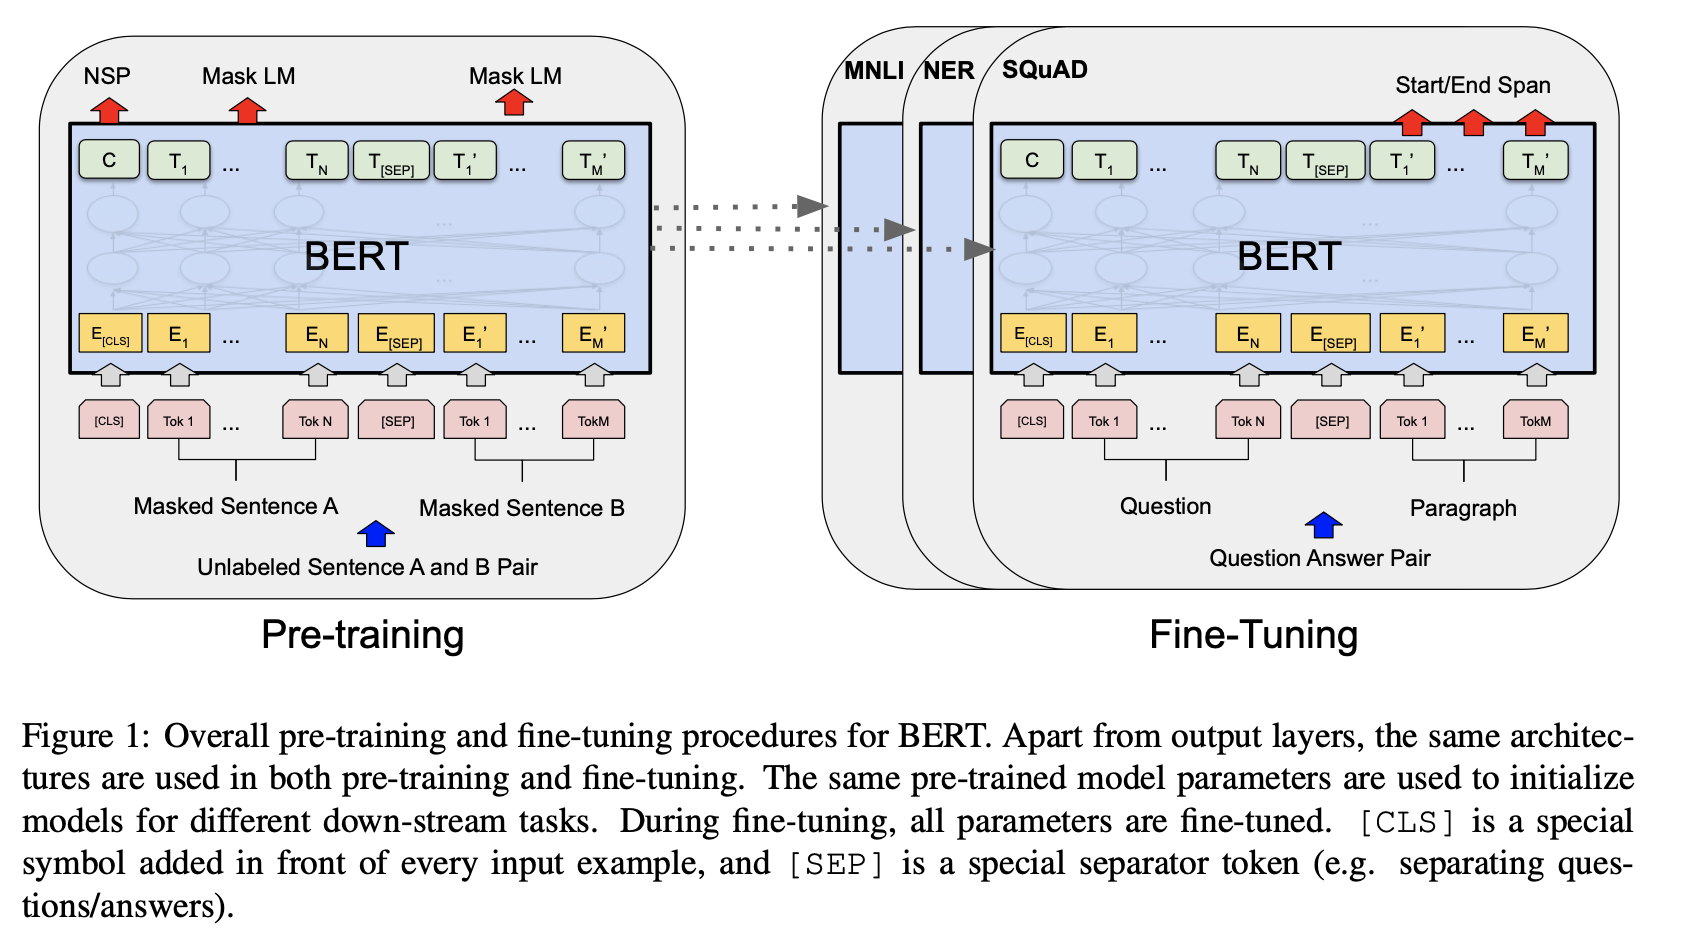 NSP Mask LM Mask LM
C T1 ... TN T[SEP] T1’ ... TM’
...
BERT
...
E[CLS] E1 ... EN E[SEP] E1’ ... EM’
[CLS] Tok 1 ... Tok N [SEP] Tok 1 ... TokM
Masked Sentence A Masked Sentence B
Unlabeled Sentence A and B Pair
Pre-training
MNLI NER SQuAD
Start/End Span
C T1 ... TN T[SEP] T1’ ... TM’
...
BERT
...
E[CLS] E1 ... EN E[SEP] E1’ ... EM’
[CLS] Tok 1 ... Tok N [SEP] Tok 1 ... TokM
Question Paragraph
Question Answer Pair
Fine-Tuning
Figure 1: Overall pre-training and fine-tuning procedures for BERT. Apart from output layers, the same architec-
tures are used in both pre-training and fine-tuning. The same pre-trained model parameters are used to initialize
models for different down-stream tasks. During fine-tuning, all parameters are fine-tuned. [CLS] is a special
symbol added in front of every input example, and [SEP] is a special separator token (e.g. separating ques-
tions/answers).